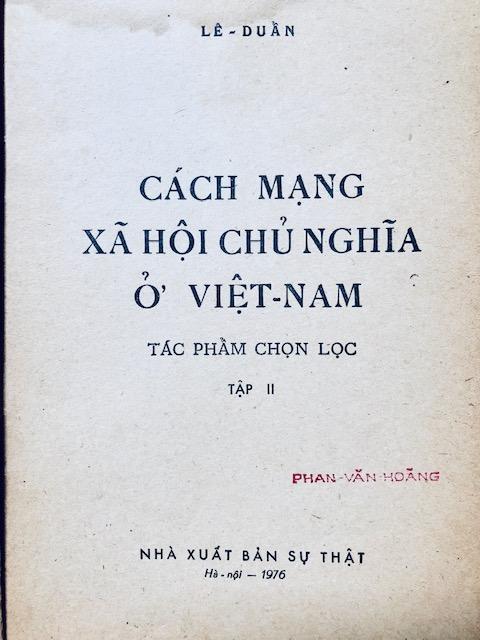 LÊ-DUẨN
CÁCH MẠNG
XÃ HỘI CHỦ NGHĨA
Ở VIỆT-NAM
TÁC PHẨM CHỌN LỌC
TẬP II
PHAN-VĂN-HOÃNG
NHÀ XUẤT BẢN SỰ THẬT
Hà-nội — 1976